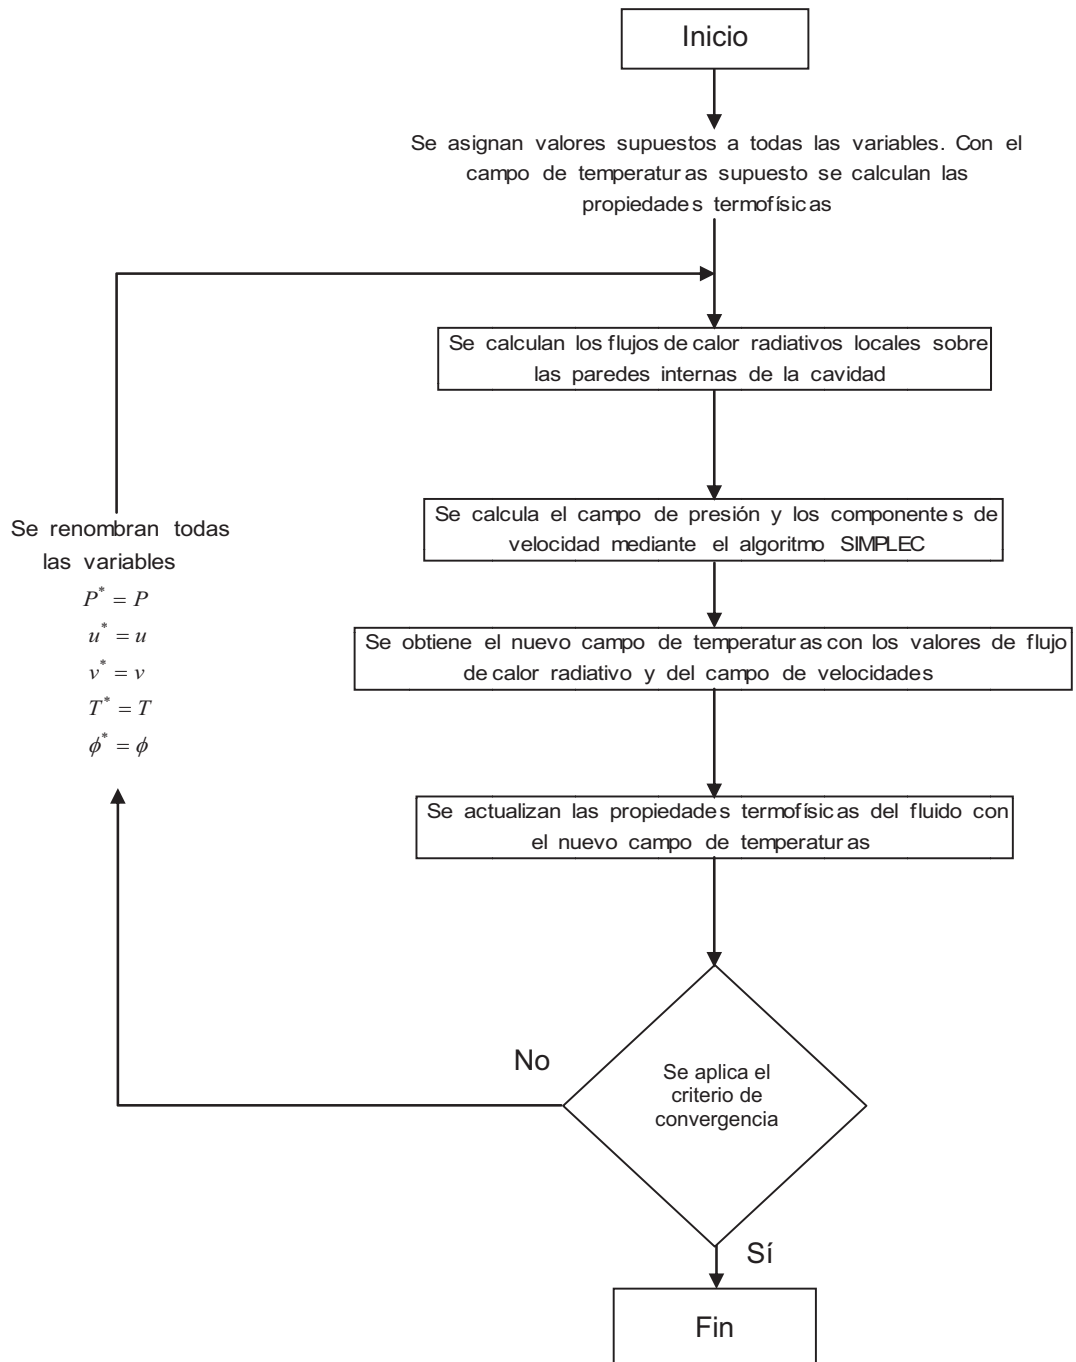 Inicio
Se asignan valores supuestos a todas las variables. Con el
campo de temperaturas supuesto se calculan las
propiedades termofísicas
Se calculan los flujos de calor radiativos locales sobre
las paredes internas de la cavidad
Se calcula el campo de presión y los componentes de
velocidad mediante el algoritmo SIMPLEC
Se obtiene el nuevo campo de temperaturas con los valores de flujo
de calor radiativo y del campo de velocidades
Se actualizan las propiedades termofísicas del fluido con
el nuevo campo de temperaturas
Se aplica el
criterio de
convergencia
No
Se renombran todas
las variables
P* = P
u* = u
v* = v
T* = T
ϕ* = ϕ
Sí
Fin